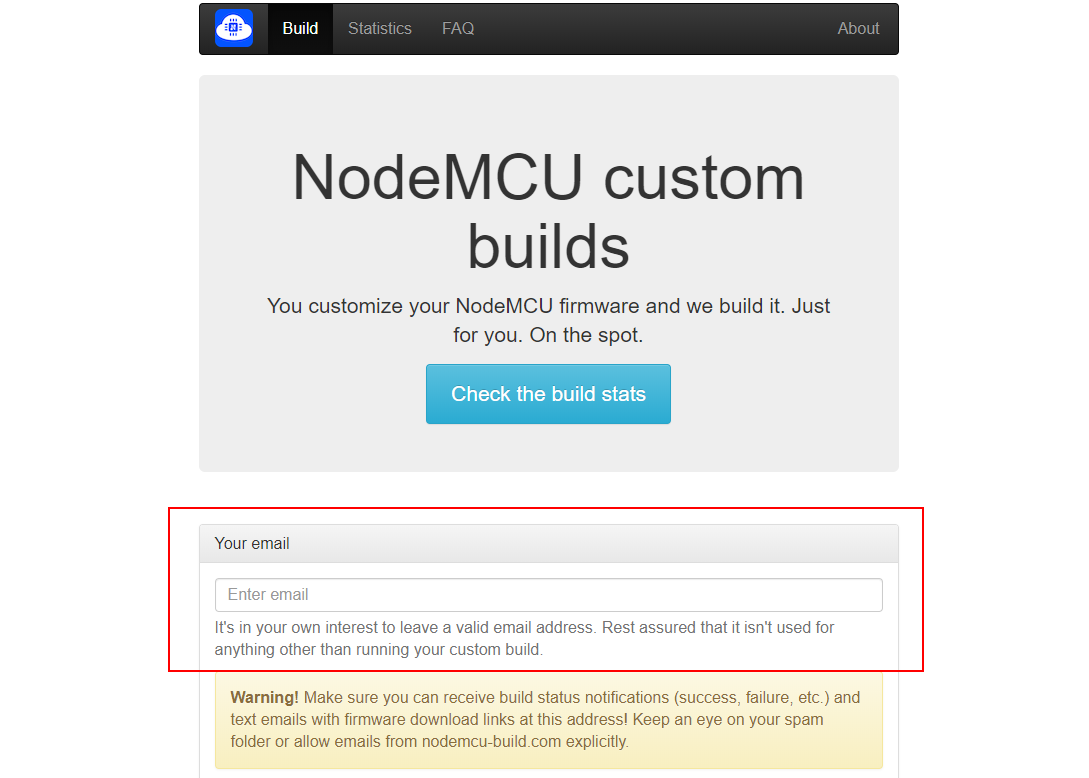 Build Statistics FAQ About
NodeMCU custom
builds
You customize your NodeMCU firmware and we build it. Just
for you. On the spot.
Check the build stats
Your email
Enter email
It's in your own interest to leave a valid email address. Rest assured that it isn't used for
anything other than running your custom build.
Warning! Make sure you can receive build status notifications (success, failure, etc.) and
text emails with firmware download links at this address! Keep an eye on your spam
folder or allow emails from nodemcu-build.com explicitly.